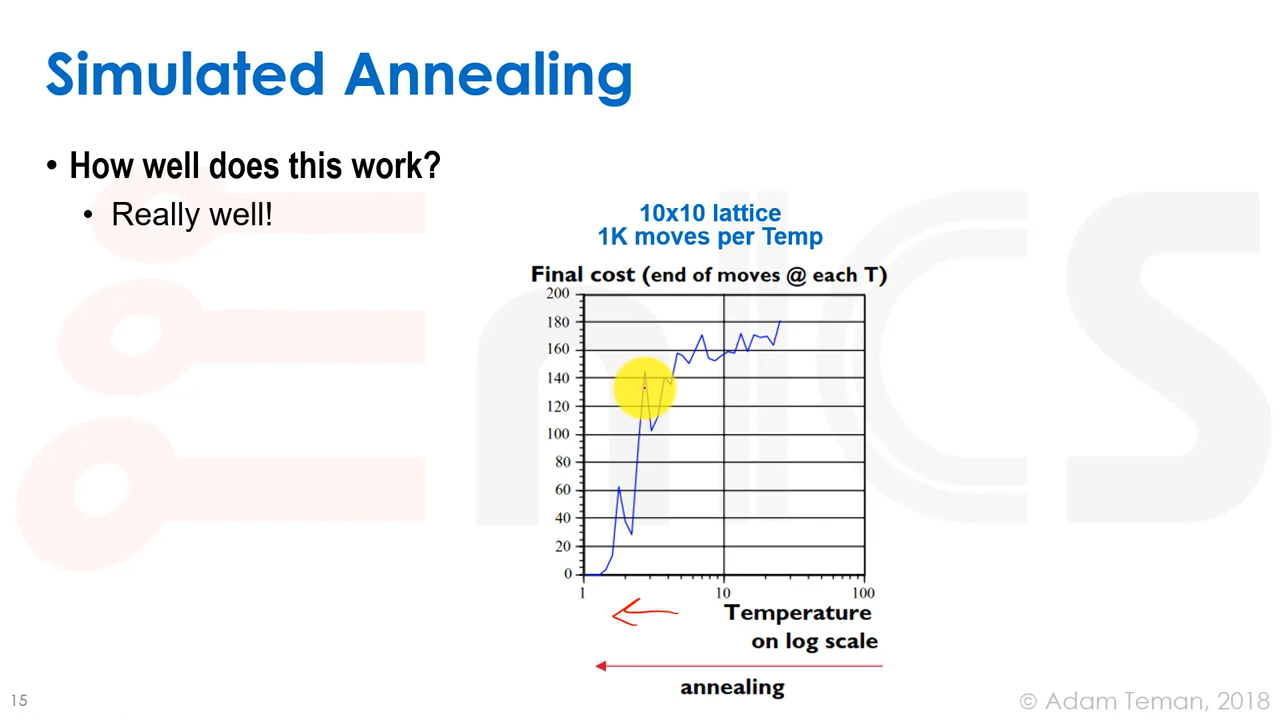 Simulated Annealing
• How well does this work?
• Really well!
10x10 lattice
1K moves per Temp
Final cost (end of moves @ each T)
200
180
160
140
120
100
80
60
40
20
0
1 10 100
Temperature
on log scale
annealing
15
© Adam Teman, 2018
nICS